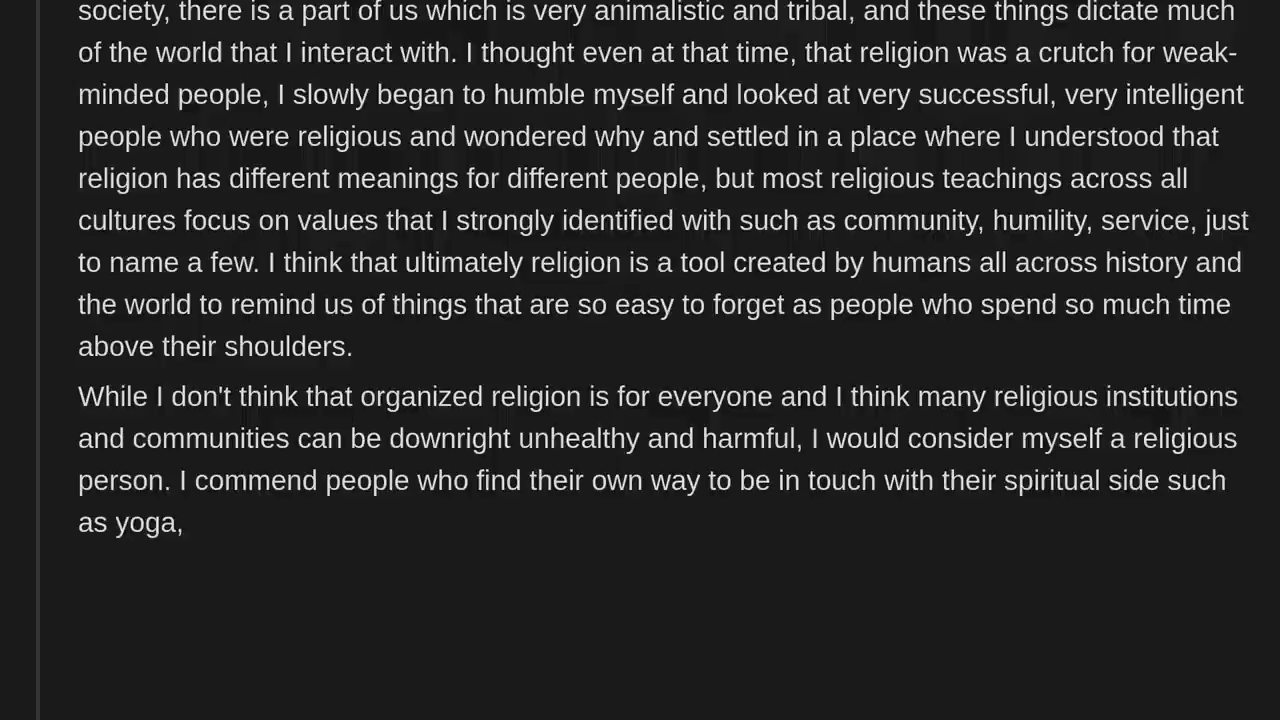 society, there is a part of us which is very animalistic and tribal, and these things dictate much
of the world that I interact with. I thought even at that time, that religion was a crutch for weak-
minded people, I slowly began to humble myself and looked at very successful, very intelligent
people who were religious and wondered why and settled in a place where I understood that
religion has different meanings for different people, but most religious teachings across all
cultures focus on values that I strongly identified with such as community, humility, service, just
to name a few. I think that ultimately religion is a tool created by humans all across history and
the world to remind us of things that are so easy to forget as people who spend so much time
above their shoulders.
While I don't think that organized religion is for everyone and I think many religious institutions
and communities can be downright unhealthy and harmful, I would consider myself a religious
person. I commend people who find their own way to be in touch with their spiritual side such
as yoga,